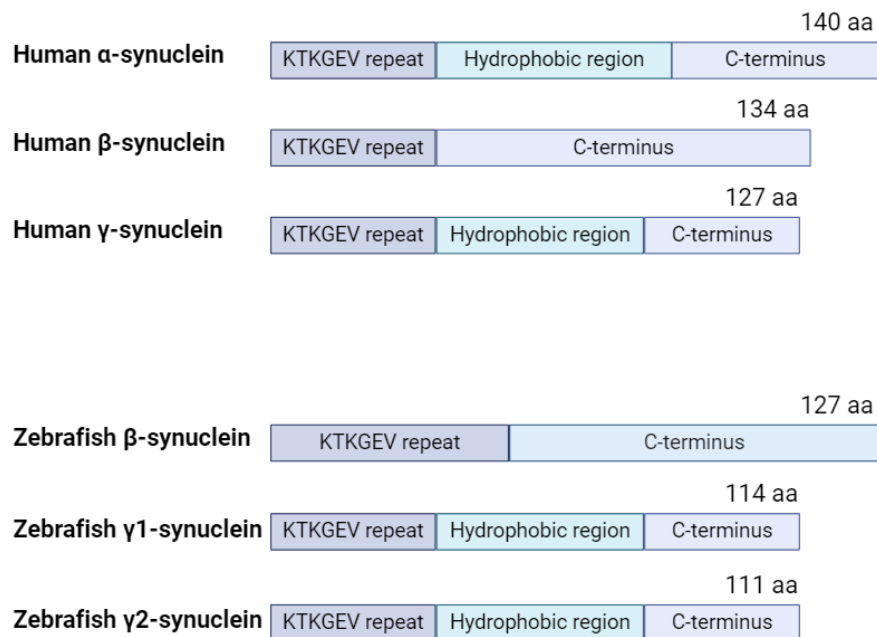 140 aa
Human α-synuclein KTKGEV repeat Hydrophobic region C-terminus
134 aa
Human β-synuclein KTKGEV repeat C-terminus
127 aa
Human γ-synuclein KTKGEV repeat Hydrophobic region C-terminus
127 aa
Zebrafish β-synuclein KTKGEV repeat C-terminus
114 aa
Zebrafish γ1-synuclein KTKGEV repeat Hydrophobic region C-terminus
111 aa
Zebrafish γ2-synuclein KTKGEV repeat Hydrophobic region C-terminus